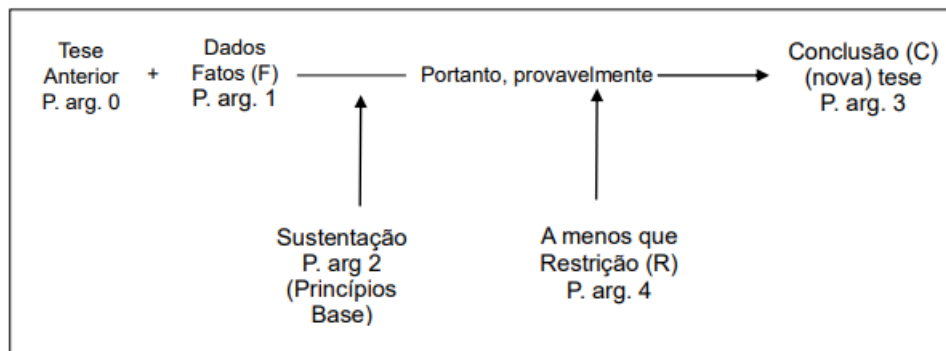 Tese
Anterior
P. arg. 0
+
Dados
Fatos (F)
P. arg. 1
Portanto, provavelmente
Conclusão (C)
(nova) tese
P. arg. 3
Sustentação
P. arg 2
(Princípios
Base)
A menos que
Restrição (R)
P. arg. 4